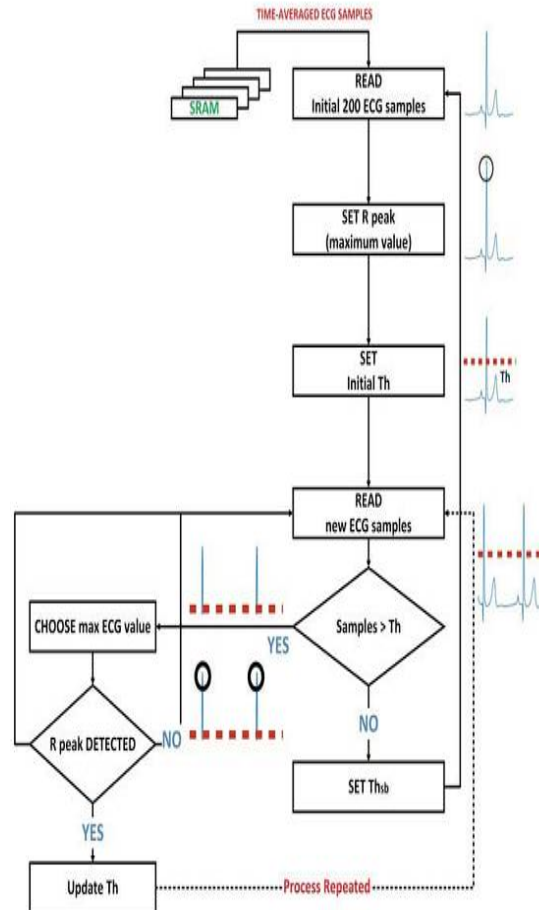 TIME-AVERAGED ECG SAMPLES
SRAM
READ
Initial 200 ECG samples
SET R peak
(maximum value)
SET
Initial Th
Th
READ
new ECG samples
Samples > Th
YES
CHOOSE max ECG value
R peak DETECTED
NO
NO
SET Thsb
YES
Update Th
Process Repeated